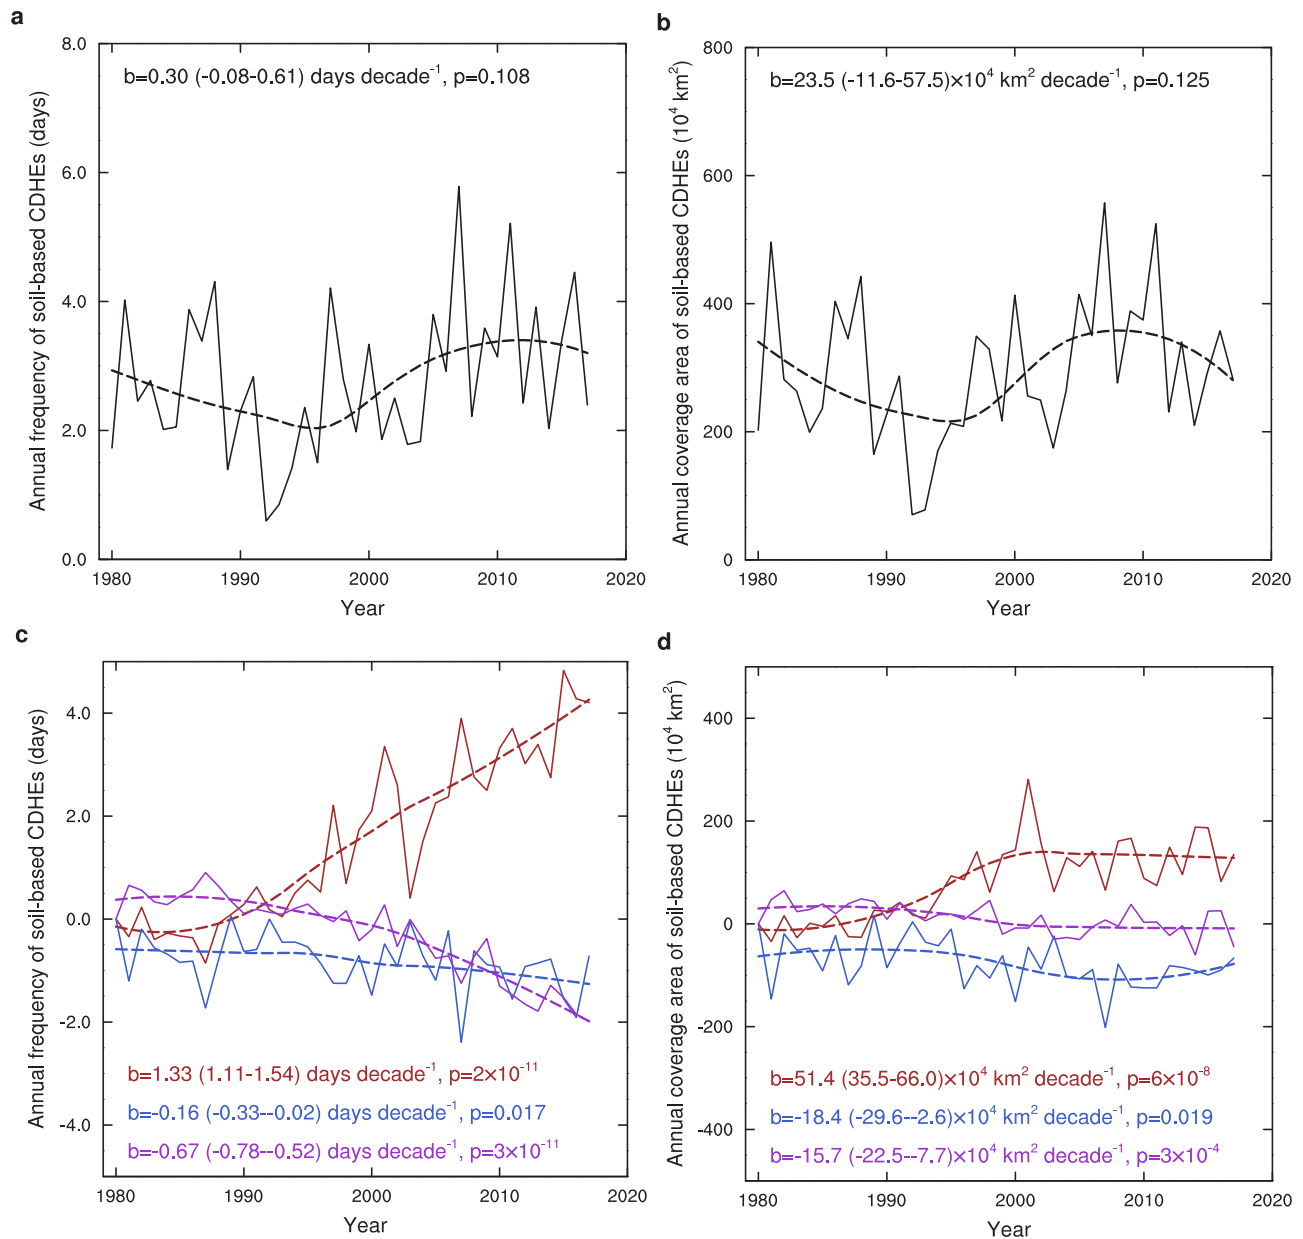 a
b=0.30 (-0.08-0.61) days decade⁻¹, p=0.108
Annual frequency of soil-based CDHEs (days)
8.0
6.0
4.0
2.0
0.0
1980 1990 2000 2010 2020
Year
b
b=23.5 (-11.6-57.5)×10⁴ km² decade⁻¹, p=0.125
Annual coverage area of soil-based CDHEs (10⁴ km²)
800
600
400
200
0
1980 1990 2000 2010 2020
Year
c
Annual frequency of soil-based CDHEs (days)
4.0
2.0
0.0
-2.0
-4.0
b=1.33 (1.11-1.54) days decade⁻¹, p=2×10⁻¹¹
b=-0.16 (-0.33--0.02) days decade⁻¹, p=0.017
b=-0.67 (-0.78--0.52) days decade⁻¹, p=3×10⁻¹¹
1980 1990 2000 2010 2020
Year
d
Annual coverage area of soil-based CDHEs (10⁴ km²)
400
200
0
-200
-400
b=51.4 (35.5-66.0)×10⁴ km² decade⁻¹, p=6×10⁻⁸
b=-18.4 (-29.6--2.6)×10⁴ km² decade⁻¹, p=0.019
b=-15.7 (-22.5--7.7)×10⁴ km² decade⁻¹, p=3×10⁻⁴
1980 1990 2000 2010 2020
Year